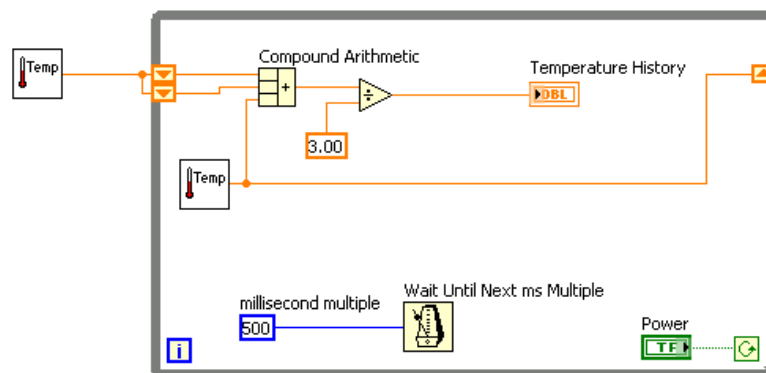 Temp
Compound Arithmetic
Temperature History
+
÷
DBL
3.00
Temp
millisecond multiple
Wait Until Next ms Multiple
500
Power
i
TF